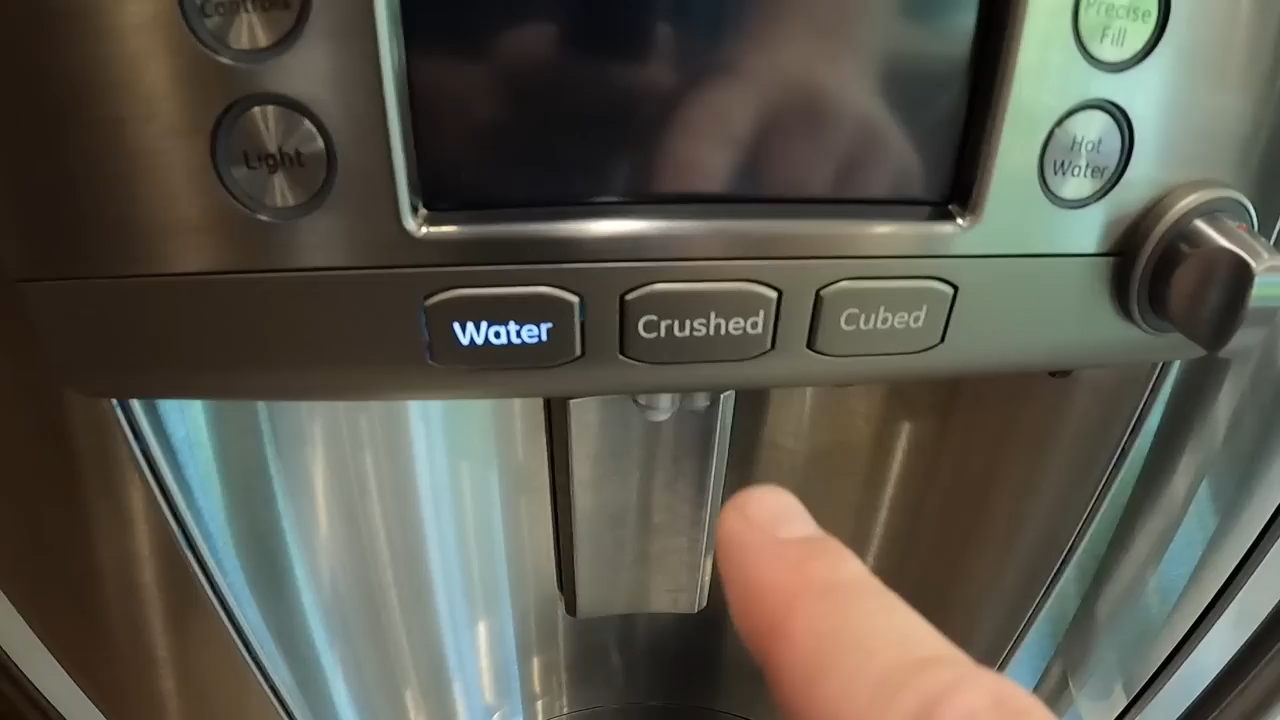 Controls
Precise
Fill
Light
Hot
Water
Water
Crushed
Cubed